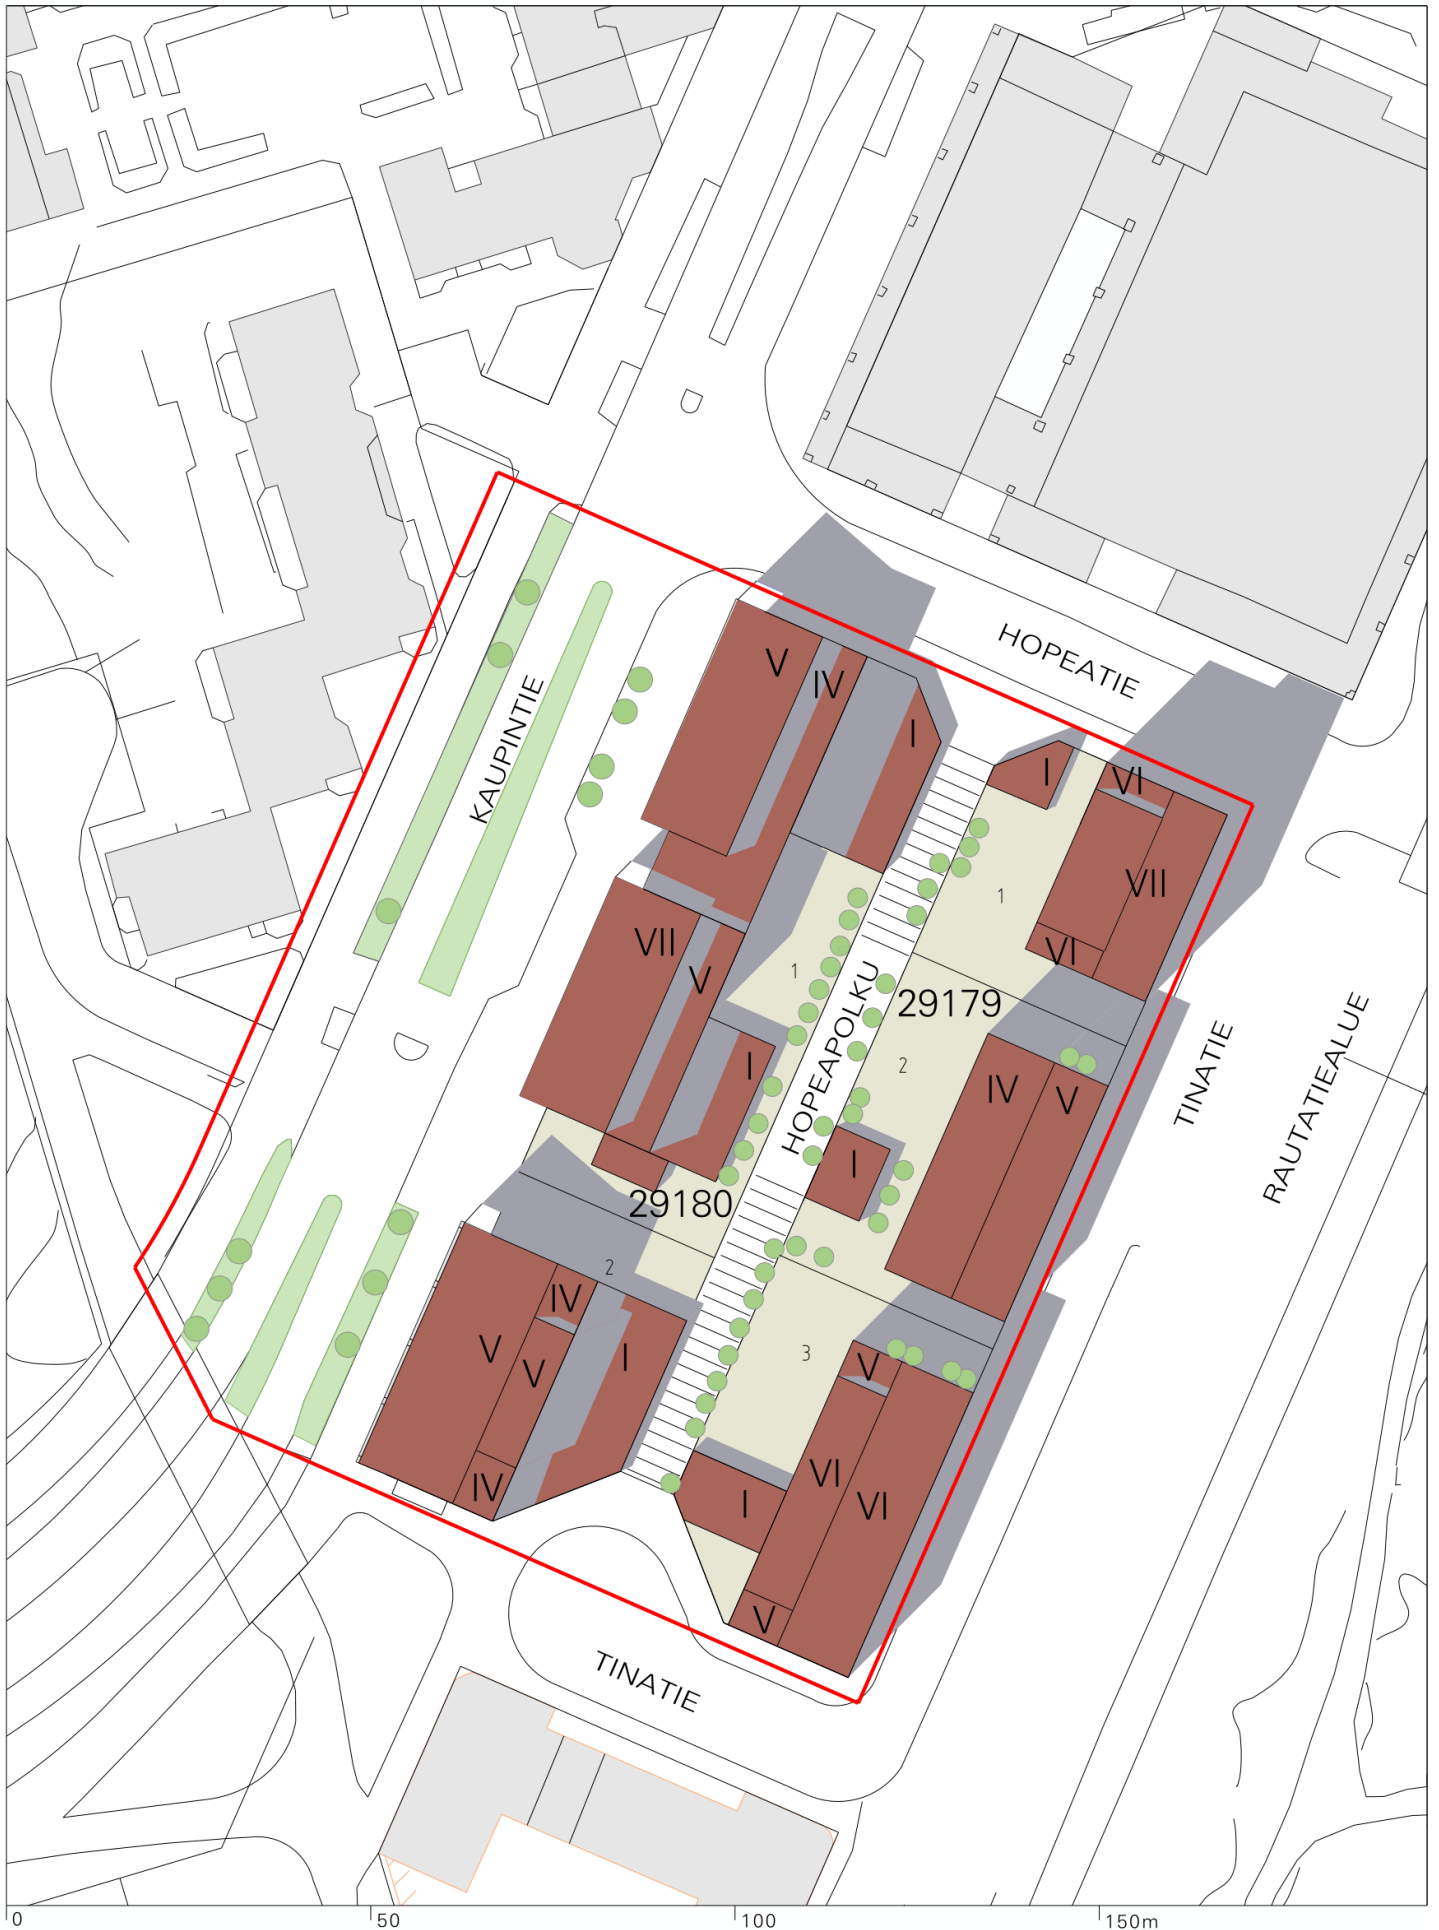 HOPEATIE
KAUPINTIE
V
IV
I
I
VI
VII
VI
VII
V
I
1
1
29179
2
HOPEAPOLKU
IV
V
TINATIE
RAUTATIEALUE
I
29180
2
IV
V
V
I
IV
3
V
VI
VI
I
V
TINATIE
0 50 100 150m